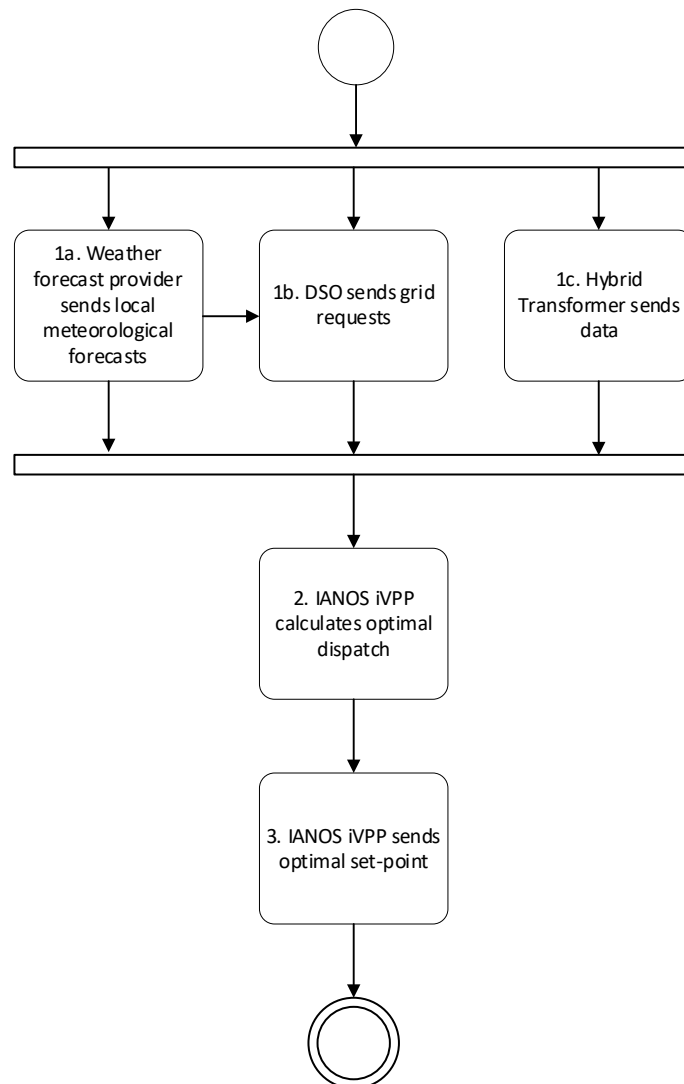 1a. Weather
forecast provider
sends local
meteorological
forecasts
1b. DSO sends grid
requests
1c. Hybrid
Transformer sends
data
2. IANOS iVPP
calculates optimal
dispatch
3. IANOS iVPP sends
optimal set-point